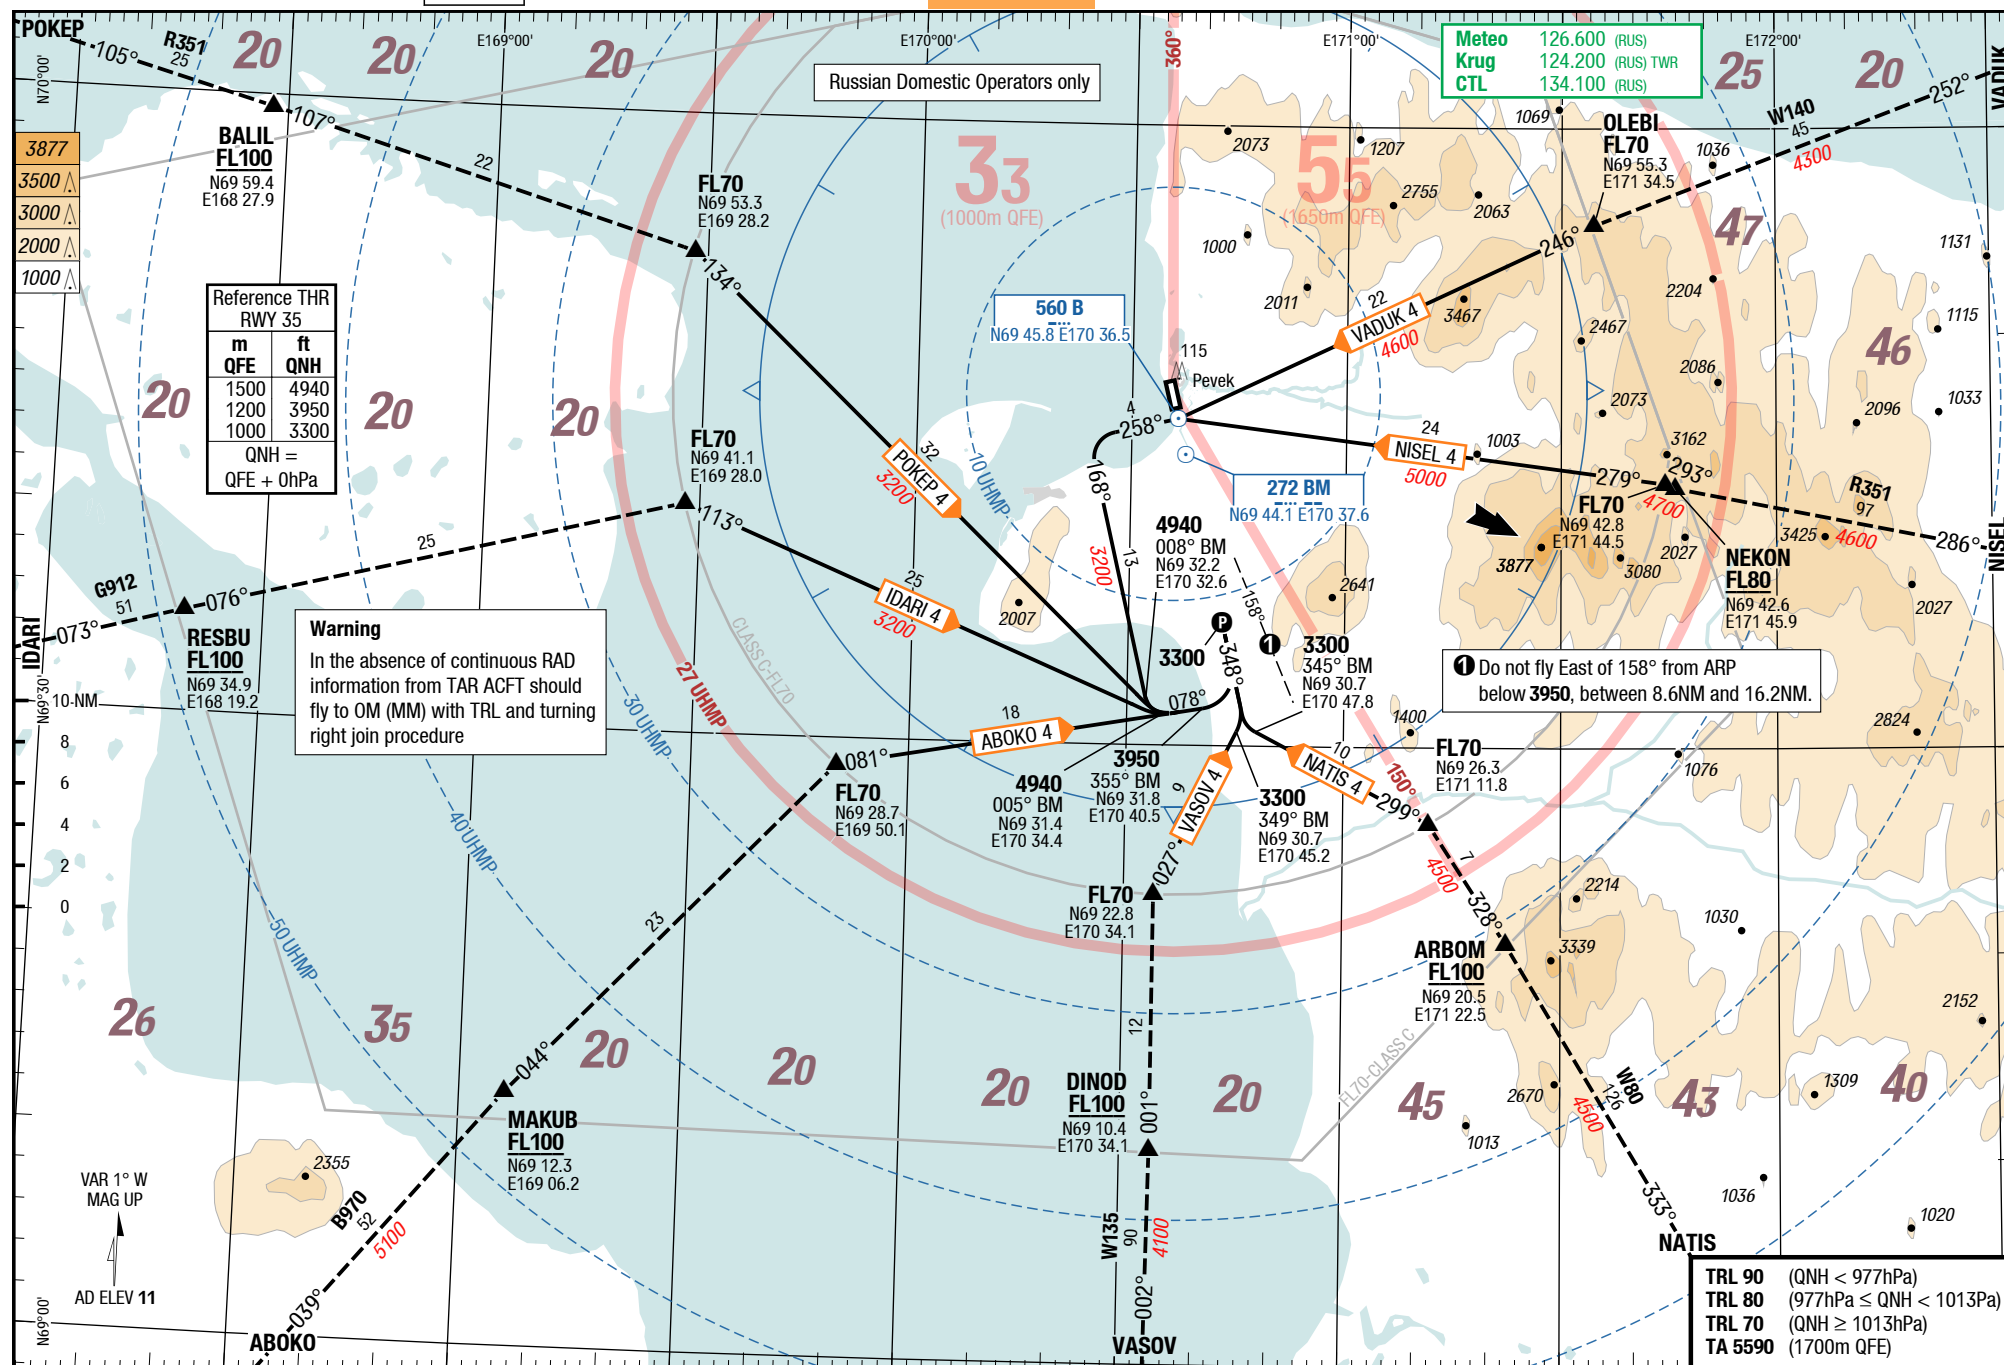 POKEP
105°
R351
25
20
20
20
E169°00'
E170°00'
E171°00'
E172°00'
360°
Russian Domestic Operators only
Meteo 126.600 (RUS)
Krug 124.200 (RUS) TWR
CTL 134.100 (RUS)
25
20
252°
VADUK
W140
45
4300
N70°00'
3877
3500
3000
2000
1000
BALIL
FL100
N69 59.4
E168 27.9
107°
22
FL70
N69 53.3
E169 28.2
134°
33
(1000m QFE)
55
(1650m QFE)
2073
1207
2755
2063
1069
OLEBI
FL70
N69 55.3
E171 34.5
1036
47
1131
1000
2011
246°
22
VADUK 4
4600
3467
2204
2467
1115
46
2086
2073
2096
1033
Reference THR
RWY 35
m ft
QFE QNH
1500 4940
1200 3950
1000 3300
QNH =
QFE + 0hPa
560 B
N69 45.8 E170 36.5
115
Pevek
20
20
20
FL70
N69 41.1
E169 28.0
113°
32
POKEP 4
3200
10 UHMP
4
258°
168°
24
NISEL 4
5000
1003
3162
279°
293°
4700
R351
97
3425
4600
286°
NISEL
272 BM
N69 44.1 E170 37.6
FL70
N69 42.8
E171 44.5
3877
3080
2027
NEKON
FL80
N69 42.6
E171 45.9
2027
25
G912
51
076°
073°
IDARI
RESBU
FL100
N69 34.9
E168 19.2
Warning
In the absence of continuous RAD
information from TAR ACFT should
fly to OM (MM) with TRL and turning
right join procedure
25
IDARI 4
3200
2007
3200
13
4940
008° BM
N69 32.2
E170 32.6
2641
158°
P
3300
348°
1
3300
345° BM
N69 30.7
E170 47.8
1 Do not fly East of 158° from ARP
below 3950, between 8.6NM and 16.2NM.
N69°30'
10-NM
8
6
4
2
0
CLASS C-FL70
27 UHMP
30 UHMP
40 UHMP
50 UHMP
078°
18
ABOKO 4
081°
FL70
N69 28.7
E169 50.1
4940
005° BM
N69 31.4
E170 34.4
3950
355° BM
N69 31.8
E170 40.5
9
VASOV 4
027°
3300
349° BM
N69 30.7
E170 45.2
10
NATIS 4
299°
150°
1400
FL70
N69 26.3
E171 11.8
1076
2824
7
4500
328°
FL70
N69 22.8
E170 34.1
23
2214
1030
3339
ARBOM
FL100
N69 20.5
E171 22.5
2152
26
35
20
20
20
20
45
43
40
12
001°
DINOD
FL100
N69 10.4
E170 34.1
FL70-CLASS C
044°
MAKUB
FL100
N69 12.3
E169 06.2
2670
1013
W80
126
4500
1309
1036
1020
333°
NATIS
2355
VAR 1° W
MAG UP
AD ELEV 11
B970
52
5100
039°
ABOKO
W135
90
4100
002°
VASOV
N69°00'
TRL 90 (QNH < 977hPa)
TRL 80 (977hPa ≤ QNH < 1013Pa)
TRL 70 (QNH ≥ 1013hPa)
TA 5590 (1700m QFE)